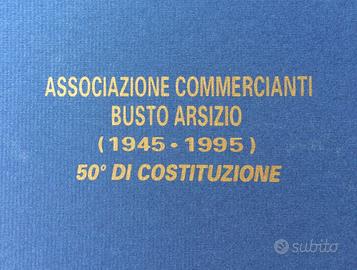 ASSOCIAZIONE COMMERCIANTI
BUSTO ARSIZIO
(1945 - 1995)
50° DI COSTITUZIONE
subito